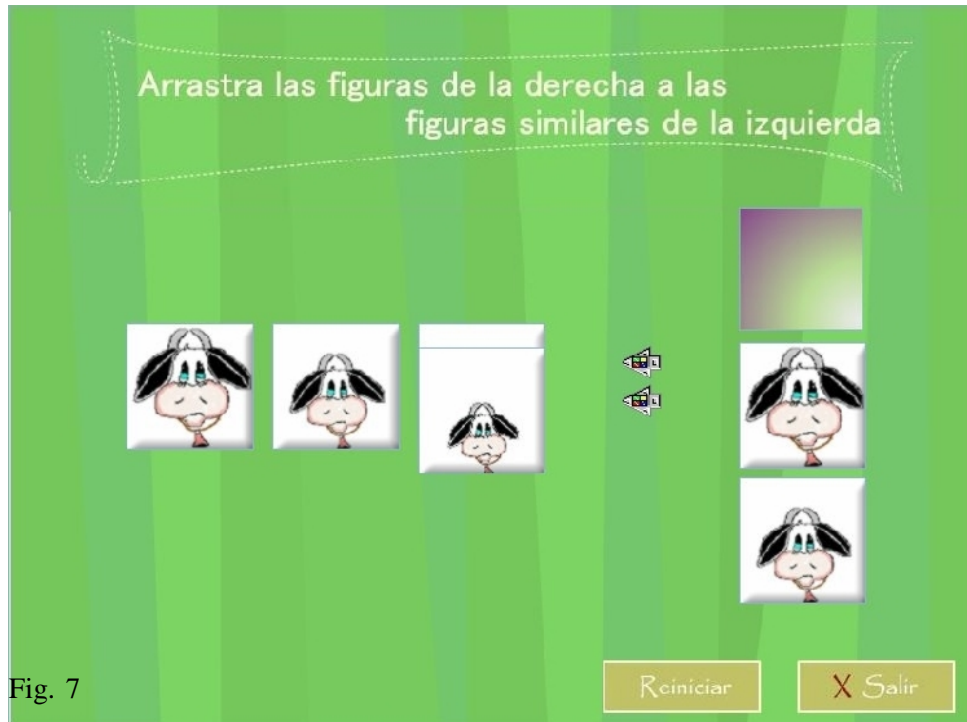 Arrastra las figuras de la derecha a las
figuras similares de la izquierda
Fig. 7
Reiniciar
X Salir